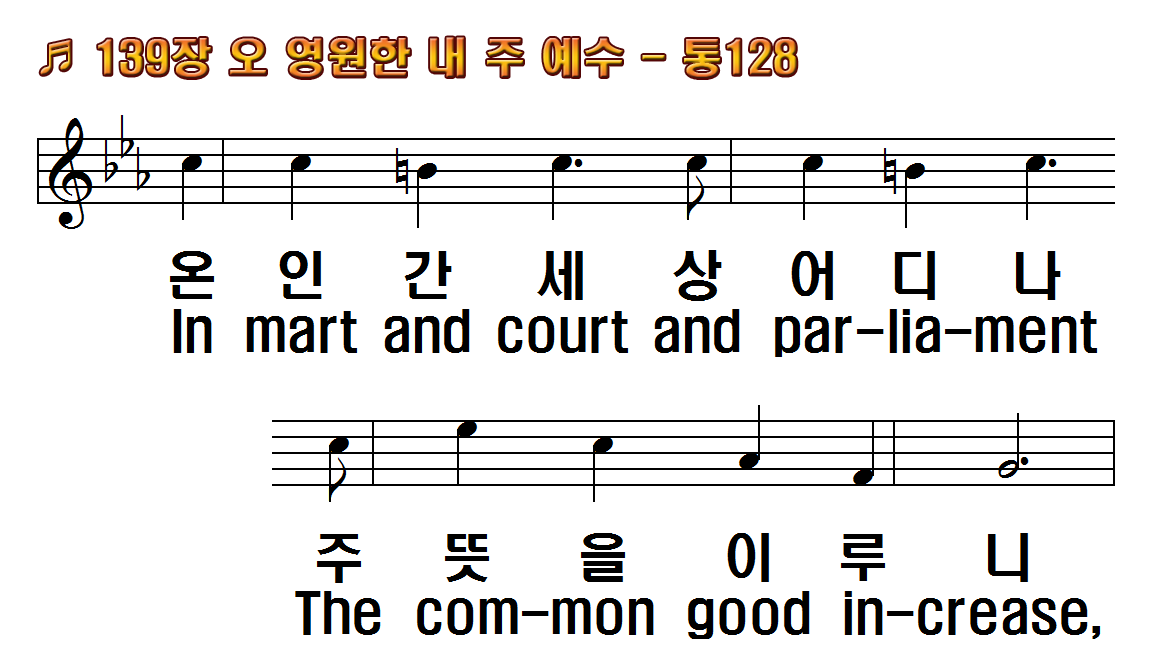 ♬ 139장 오 영원한 내 주 예수 - 통128
온 인 간 세 상 어 디 나
In mart and court and par-lia-ment
주 뜻 을 이 루 니
The com-mon good in-crease,